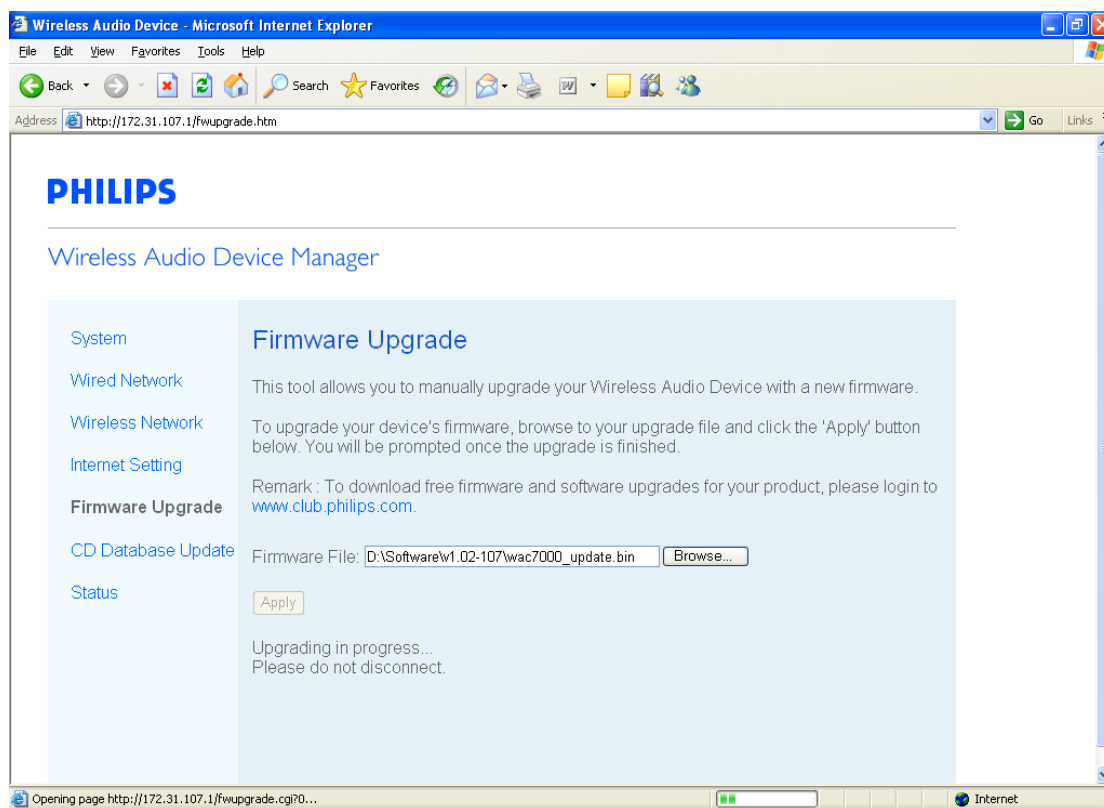 Wireless Audio Device - Microsoft Internet Explorer
File Edit View Favorites Tools Help
Back Search Favorites
Address http://172.31.107.1/fwupgrade.htm Go Links
PHILIPS
Wireless Audio Device Manager
System
Wired Network
Wireless Network
Internet Setting
Firmware Upgrade
CD Database Update
Status
Firmware Upgrade
This tool allows you to manually upgrade your Wireless Audio Device with a new firmware.
To upgrade your device's firmware, browse to your upgrade file and click the 'Apply' button
below. You will be prompted once the upgrade is finished.
Remark : To download free firmware and software upgrades for your product, please login to
www.club.philips.com.
Firmware File: D:\Software\v1.02-107\wac7000_update.bin Browse...
Apply
Upgrading in progress...
Please do not disconnect.
Opening page http://172.31.107.1/fwupgrade.cgi?0... Internet